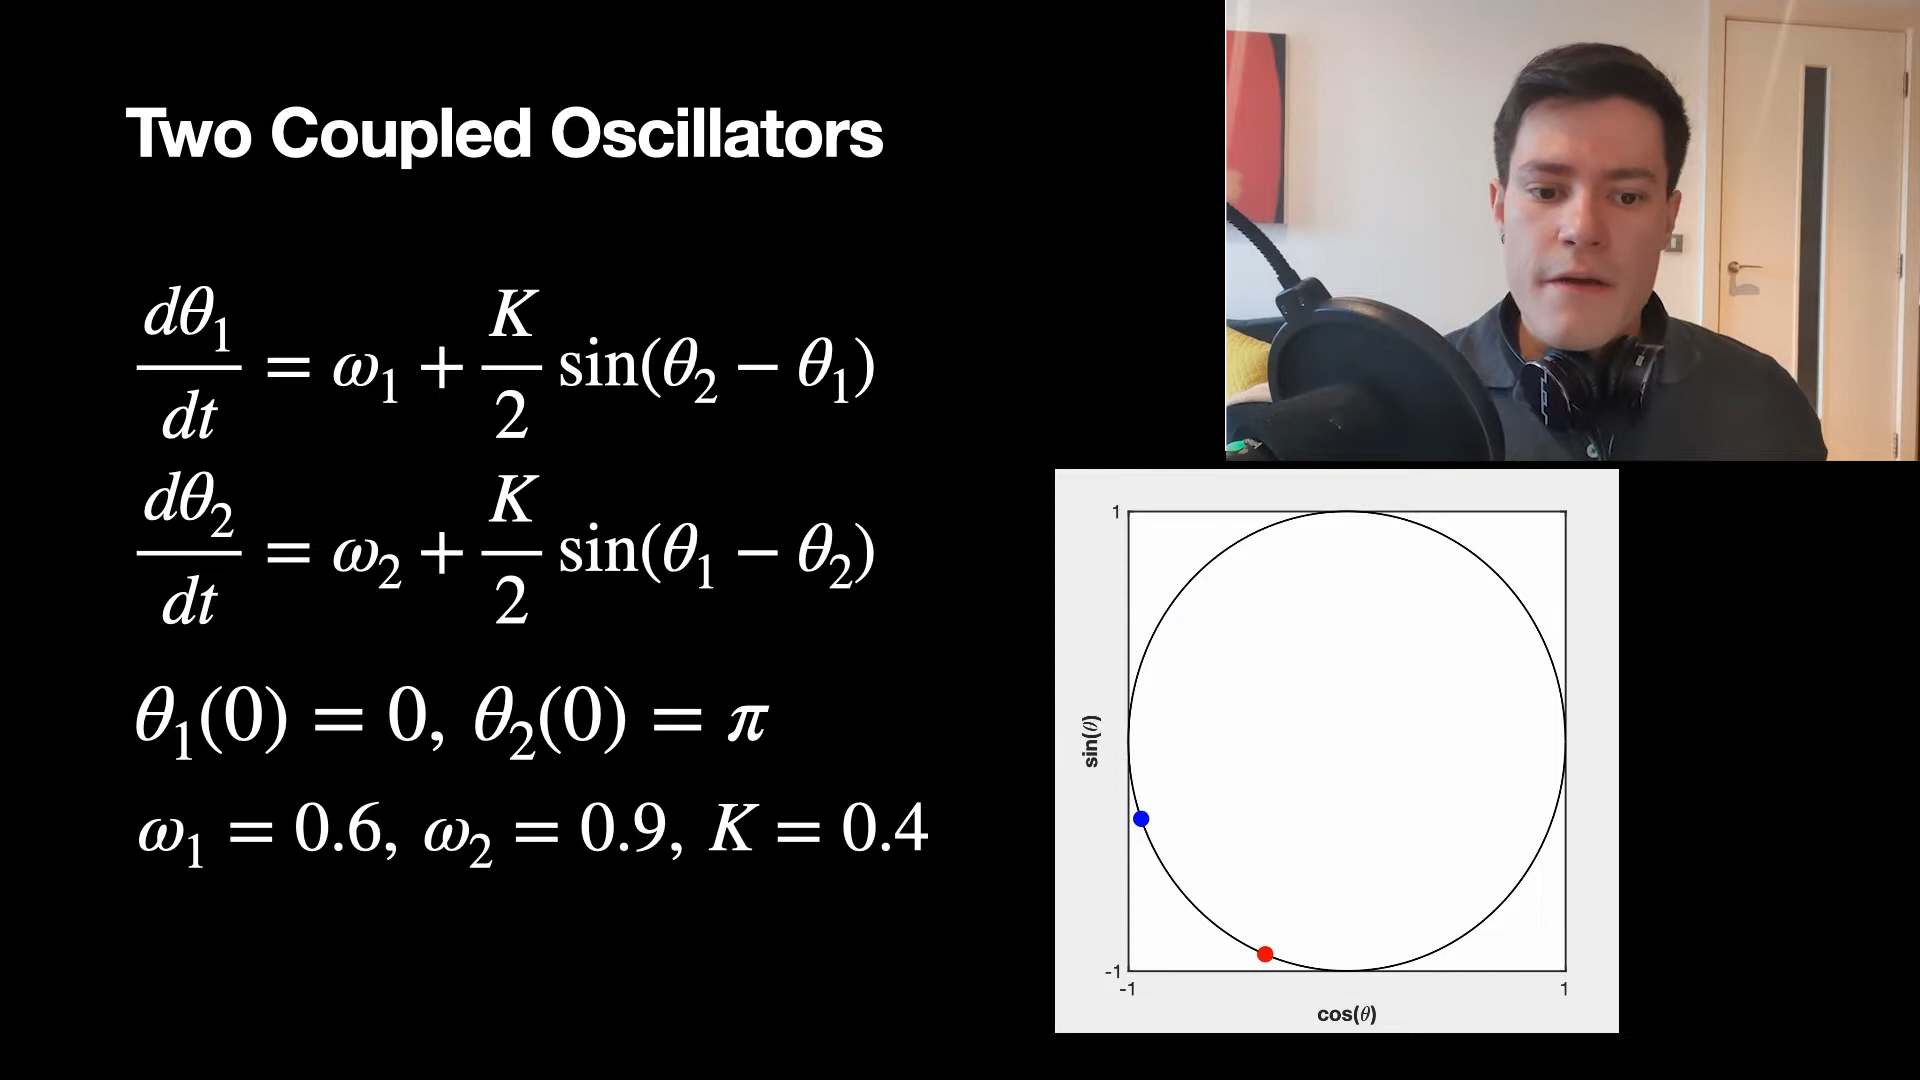 Two Coupled Oscillators
dθ₁/dt = ω₁ + K/2 sin(θ₂ − θ₁)
dθ₂/dt = ω₂ + K/2 sin(θ₁ − θ₂)
θ₁(0) = 0, θ₂(0) = π
ω₁ = 0.6, ω₂ = 0.9, K = 0.4
1
sin(θ)
-1
-1
1
cos(θ)